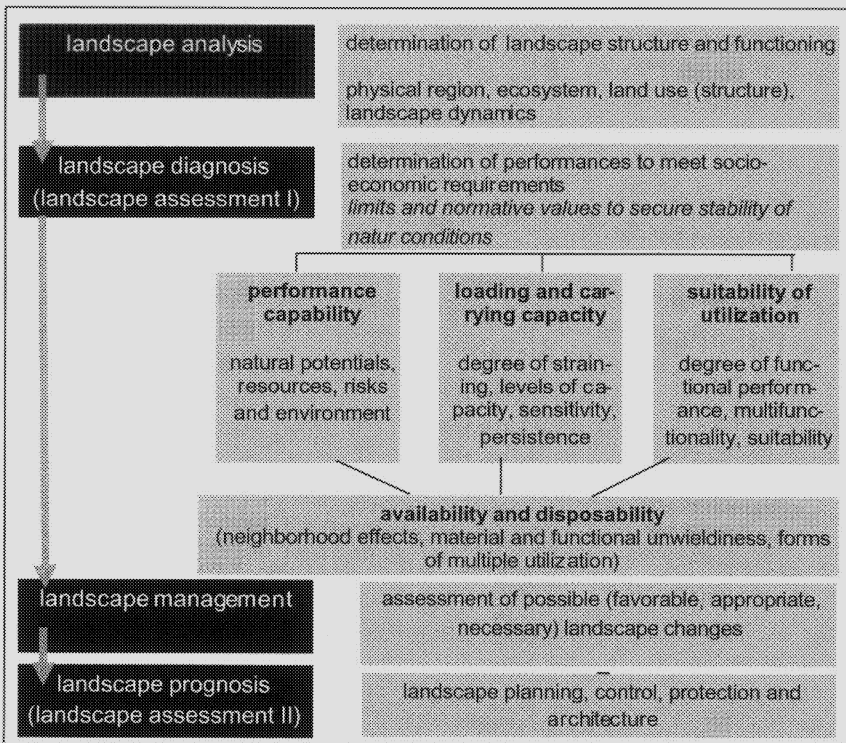 landscape analysis
determination of landscape structure and functioning
physical region, ecosystem, land use (structure),
landscape dynamics
landscape diagnosis
(landscape assessment I)
determination of performances to meet socio-
economic requirements
limits and normative values to secure stability of
natur conditions
performance
capability
natural potentials,
resources, risks
and environment
loading and car-
rying capacity
degree of strain-
ing, levels of ca-
pacity, sensitivity,
persistence
suitability of
utilization
degree of func-
tional perform-
ance, multifunc-
tionality, suitability
availability and disposability
(neighborhood effects, material and functional unwieldiness, forms
of multiple utilization)
landscape management
assessment of possible (favorable, appropriate,
necessary) landscape changes
landscape prognosis
(landscape assessment II)
landscape planning, control, protection and
architecture